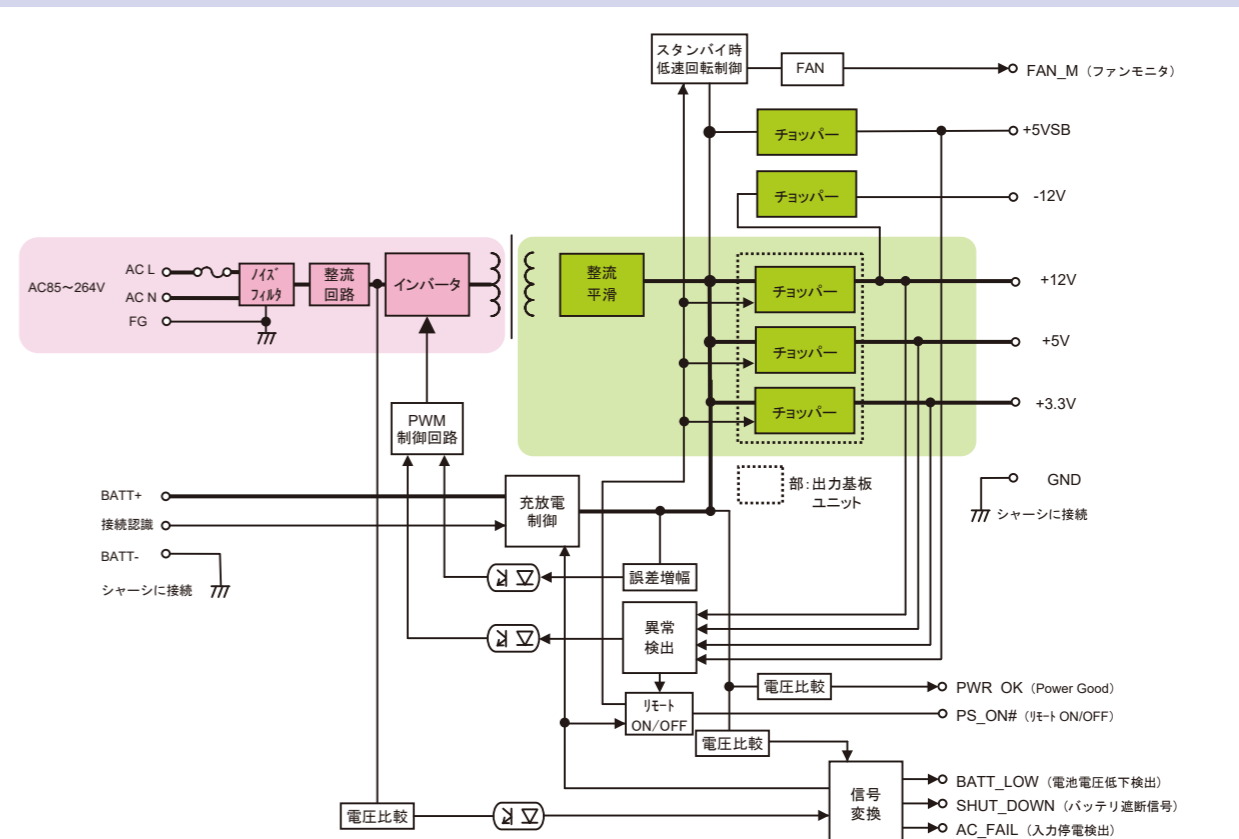 スタンバイ時
低速回転制御
FAN
FAN_M（ファンモニタ）
チョッパー
+5VSB
チョッパー
-12V
AC85～264V
AC L
AC N
FG
ﾉｲｽﾞ
ﾌｨﾙﾀ
整流
回路
インバータ
整流
平滑
チョッパー
+12V
チョッパー
+5V
チョッパー
+3.3V
PWM
制御回路
部:出力基板
ユニット
GND
シャーシに接続
BATT+
接続認識
BATT-
シャーシに接続
充放電
制御
誤差増幅
異常
検出
電圧比較
PWR_OK（Power Good）
ﾘﾓｰﾄ
ON/OFF
PS_ON#（ﾘﾓｰﾄ ON/OFF）
電圧比較
電圧比較
信号
変換
BATT_LOW（電池電圧低下検出）
SHUT_DOWN（バッテリ遮断信号）
AC_FAIL（入力停電検出）